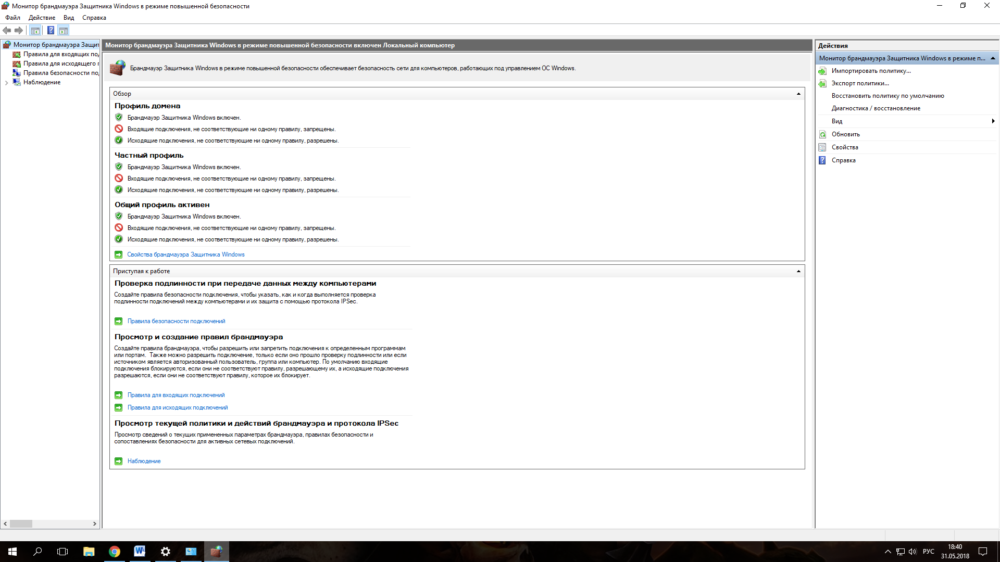 Монитор брандмауэра Защитника Windows в режиме повышенной безопасности
Файл Действие Вид Справка
Монитор брандмауэра Защит
Правила для входящих по
Правила для исходящего п
Правила безопасности по
Наблюдение
Монитор брандмауэра Защитника Windows в режиме повышенной безопасности включен Локальный компьютер
Брандмауэр Защитника Windows в режиме повышенной безопасности обеспечивает безопасность сети для компьютеров, работающих под управлением ОС Windows.
Обзор
Профиль домена
Брандмауэр Защитника Windows включен.
Входящие подключения, не соответствующие ни одному правилу, запрещены.
Исходящие подключения, не соответствующие ни одному правилу, разрешены.
Частный профиль
Брандмауэр Защитника Windows включен.
Входящие подключения, не соответствующие ни одному правилу, запрещены.
Исходящие подключения, не соответствующие ни одному правилу, разрешены.
Общий профиль активен
Брандмауэр Защитника Windows включен.
Входящие подключения, не соответствующие ни одному правилу, запрещены.
Исходящие подключения, не соответствующие ни одному правилу, разрешены.
Свойства брандмауэра Защитника Windows
Приступая к работе
Проверка подлинности при передаче данных между компьютерами
Создайте правила безопасности подключения, чтобы указать, как и когда выполняется проверка
подлинности подключений между компьютерами и их защита с помощью протокола IPSec.
Правила безопасности подключений
Просмотр и создание правил брандмауэра
Создайте правила брандмауэра, чтобы разрешить или запретить подключения к определенным программам
или портам. Также можно разрешить подключение, только если оно прошло проверку подлинности или если
источником является авторизованный пользователь, группа или компьютер. По умолчанию входящие
подключения блокируются, если они не соответствуют правилу, разрешающему их, а исходящие подключения
разрешаются, если они не соответствуют правилу, которое их блокирует.
Правила для входящих подключений
Правила для исходящих подключений
Просмотр текущей политики и действий брандмауэра и протокола IPSec
Просмотр сведений о текущих примененных параметрах брандмауэра, правилах безопасности и
сопоставлениях безопасности для активных сетевых подключений.
Наблюдение
Действия
Монитор брандмауэра Защитника Windows в режиме п...
Импортировать политику...
Экспорт политики...
Восстановить политику по умолчанию
Диагностика / восстановление
Вид
Обновить
Свойства
Справка
РУС
18:40
31.05.2018